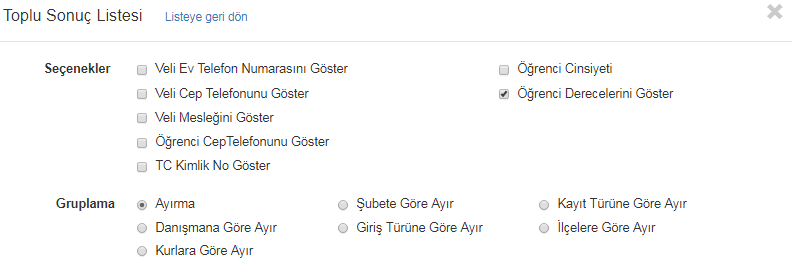 Toplu Sonuç Listesi Listeye geri dön
Seçenekler Veli Ev Telefon Numarasını Göster Öğrenci Cinsiyeti
Veli Cep Telefonunu Göster Öğrenci Derecelerini Göster
Veli Mesleğini Göster
Öğrenci CepTelefonunu Göster
TC Kimlik No Göster
Gruplama Ayırma Şubete Göre Ayır Kayıt Türüne Göre Ayır
Danışmana Göre Ayır Giriş Türüne Göre Ayır İlçelere Göre Ayır
Kurlara Göre Ayır